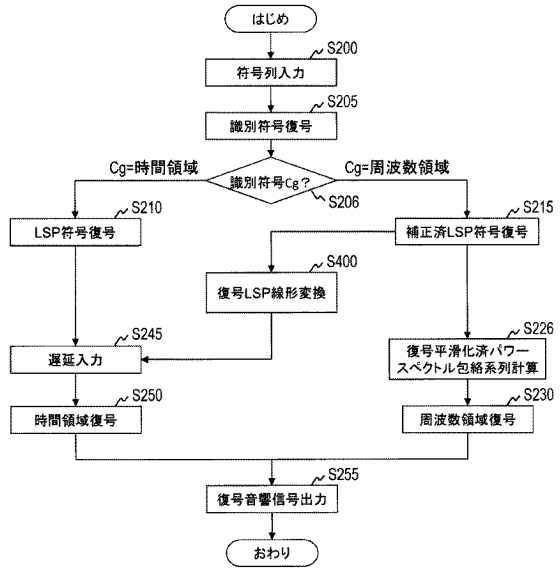 はじめ
S200
符号列入力
S205
識別符号復号
Cg=時間領域
Cg=周波数領域
識別符号Cg?
S206
S210
LSP符号復号
S215
補正済LSP符号復号
S400
復号LSP線形変換
S245
遅延入力
S226
復号平滑化済パワー
スペクトル包絡系列計算
S250
時間領域復号
S230
周波数領域復号
S255
復号音響信号出力
おわり